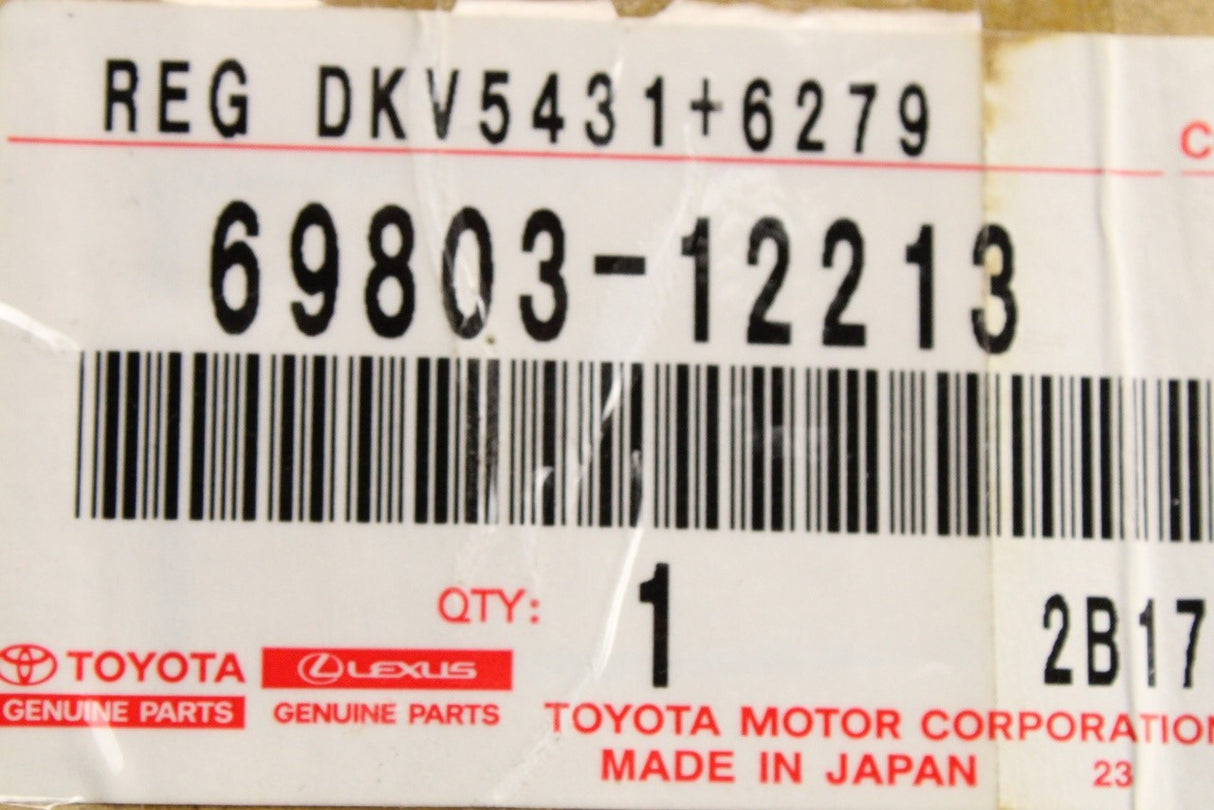 REG DKV5431+6279
C
69803-12213
QTY: 1
2B17
TOYOTA
GENUINE PARTS
LEXUS
GENUINE PARTS
TOYOTA MOTOR CORPORATION
MADE IN JAPAN
23